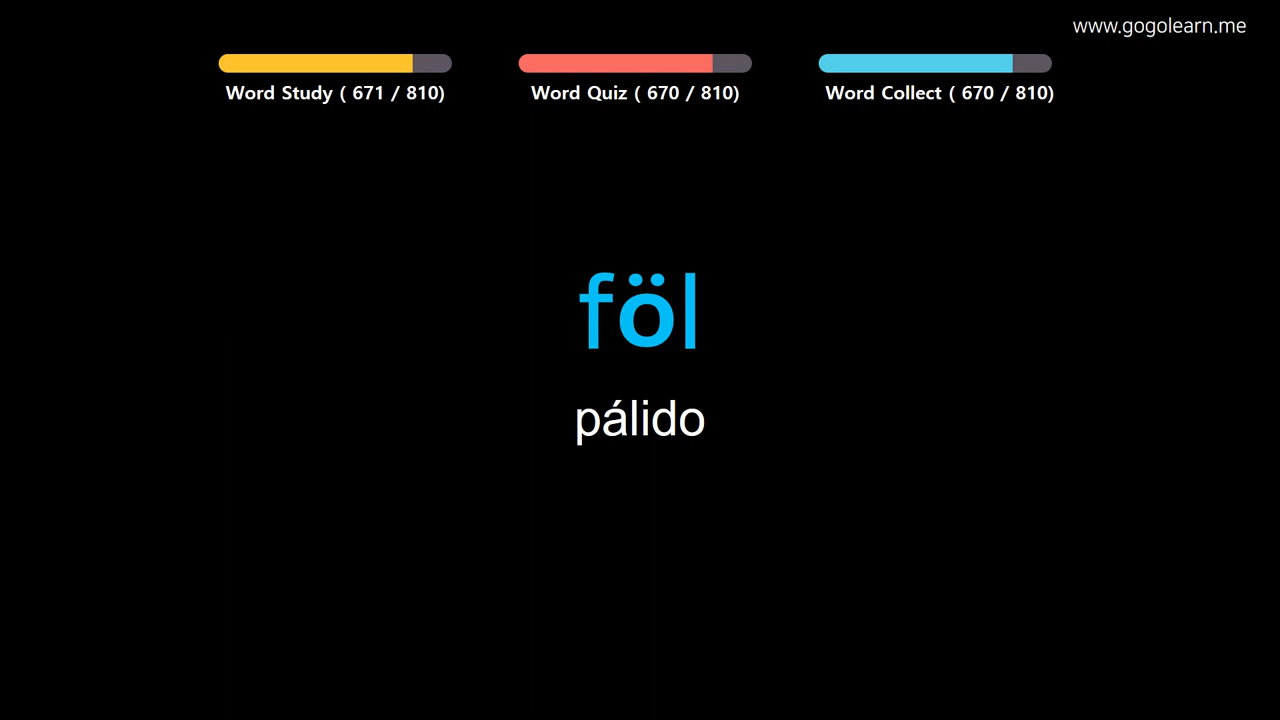 www.gogolearn.me
Word Study ( 671 / 810)
Word Quiz ( 670 / 810)
Word Collect ( 670 / 810)
föl
pálido